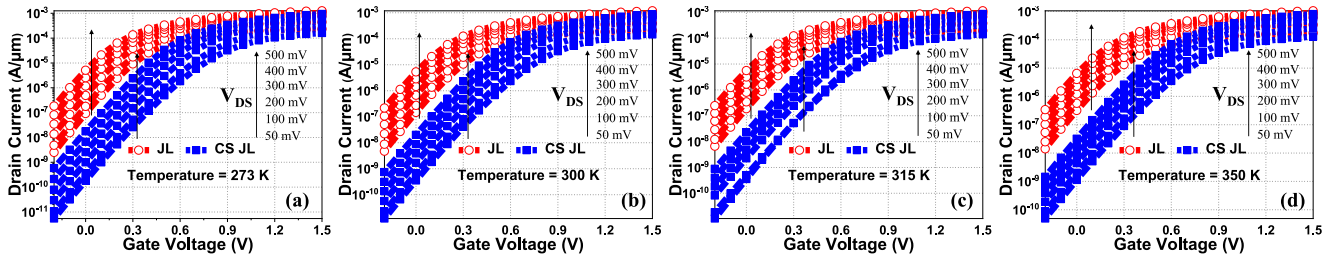 Drain Current (A/μm)
10⁻³
10⁻⁴
10⁻⁵
10⁻⁶
10⁻⁷
10⁻⁸
10⁻⁹
10⁻¹⁰
10⁻¹¹
500 mV
400 mV
300 mV
200 mV
100 mV
50 mV
V_DS
JL CS JL
Temperature = 273 K
(a)
0.0 0.3 0.6 0.9 1.2 1.5
Gate Voltage (V)
Drain Current (A/μm)
10⁻³
10⁻⁴
10⁻⁵
10⁻⁶
10⁻⁷
10⁻⁸
10⁻⁹
10⁻¹⁰
500 mV
400 mV
300 mV
200 mV
100 mV
50 mV
V_DS
JL CS JL
Temperature = 300 K
(b)
0.0 0.3 0.6 0.9 1.2 1.5
Gate Voltage (V)
Drain Current (A/μm)
10⁻³
10⁻⁴
10⁻⁵
10⁻⁶
10⁻⁷
10⁻⁸
10⁻⁹
10⁻¹⁰
500 mV
400 mV
300 mV
200 mV
100 mV
50 mV
V_DS
JL CS JL
Temperature = 315 K
(c)
0.0 0.3 0.6 0.9 1.2 1.5
Gate Voltage (V)
Drain Current (A/μm)
10⁻³
10⁻⁴
10⁻⁵
10⁻⁶
10⁻⁷
10⁻⁸
10⁻⁹
10⁻¹⁰
500 mV
400 mV
300 mV
200 mV
100 mV
50 mV
V_DS
JL CS JL
Temperature = 350 K
(d)
0.0 0.3 0.6 0.9 1.2 1.5
Gate Voltage (V)